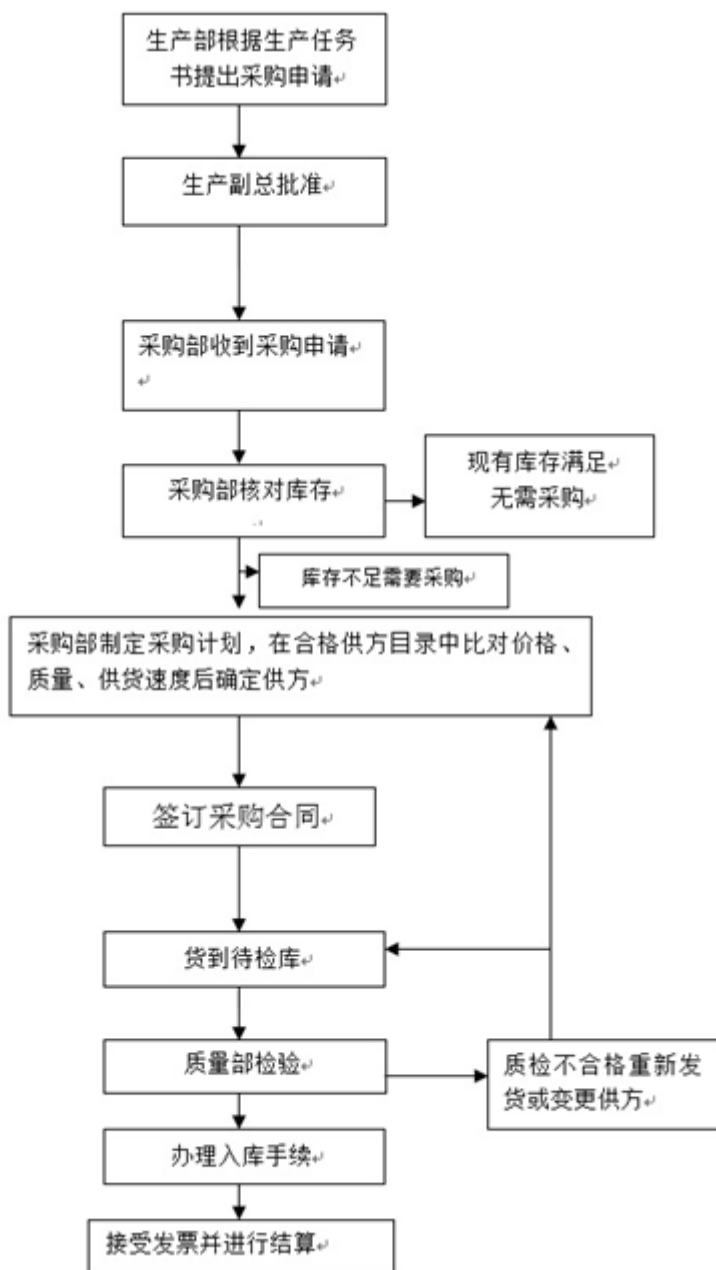 生产部根据生产任务
书提出采购申请
生产副总批准
采购部收到采购申请
采购部核对库存
现有库存满足
无需采购
库存不足需要采购
采购部制定采购计划，在合格供方目录中比对价格、
质量、供货速度后确定供方
签订采购合同
货到待检库
质量部检验
质检不合格重新发
货或变更供方
办理入库手续
接受发票并进行结算